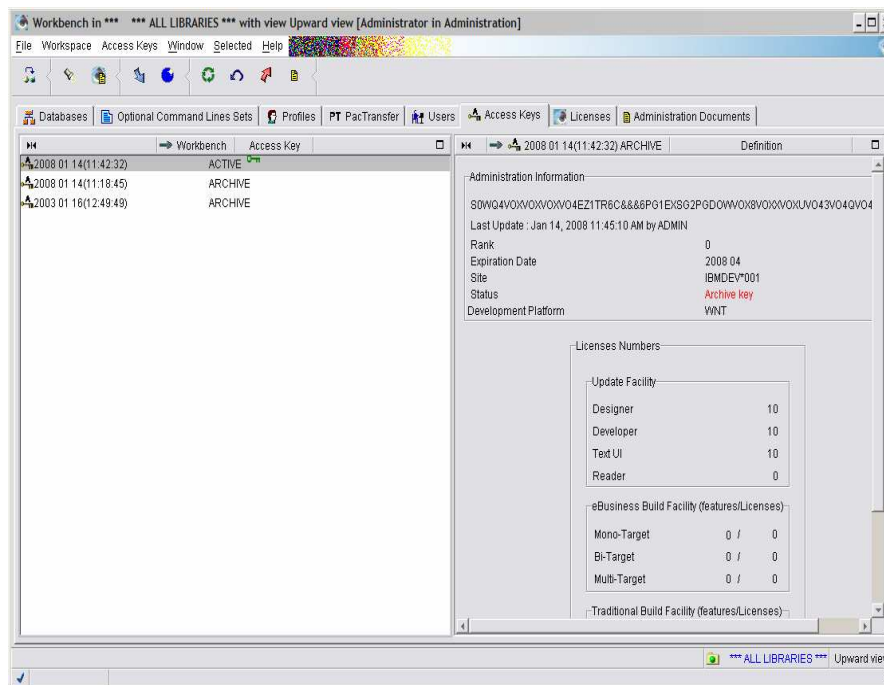 Workbench in *** *** ALL LIBRARIES *** with view Upward view [Administrator in Administration]
File Workspace Access Keys Window Selected Help
Databases Optional Command Lines Sets Profiles PT PacTransfer Users Access Keys Licenses Administration Documents
Workbench Access Key
2008 01 14(11:42:32) ACTIVE
2008 01 14(11:18:45) ARCHIVE
2003 01 16(12:49:49) ARCHIVE
2008 01 14(11:42:32) ARCHIVE Definition
Administration Information
Last Update : Jan 14, 2008 11:45:10 AM by ADMIN
Rank 0
Expiration Date 2008 04
Site IBMDEV*001
Status Archive key
Development Platform WNT
Licenses Numbers
Update Facility
Designer 10
Developer 10
Text UI 10
Reader 0
eBusiness Build Facility (features/Licenses)
Mono-Target 0 / 0
Bi-Target 0 / 0
Multi-Target 0 / 0
Traditional Build Facility (features/Licenses)
*** ALL LIBRARIES *** Upward view